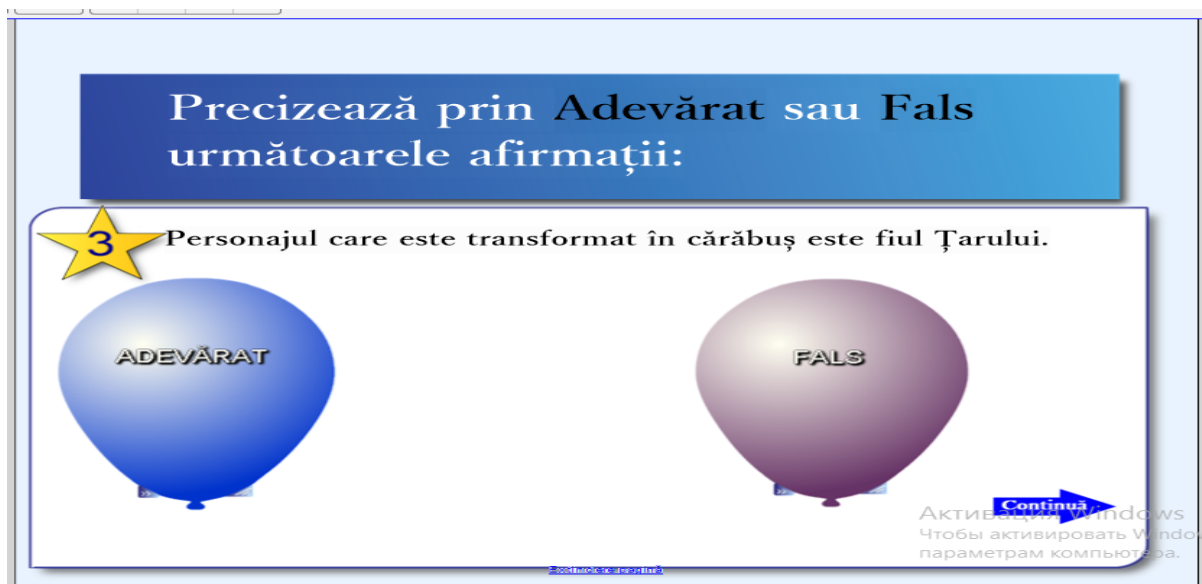 Precizează prin Adevărat sau Fals
următoarele afirmații:
3
Personajul care este transformat în cărăbuș este fiul Țarului.
ADEVĂRAT
FALS
Continuă
Активация Windows
Чтобы активировать Windo
параметрам компьютера.